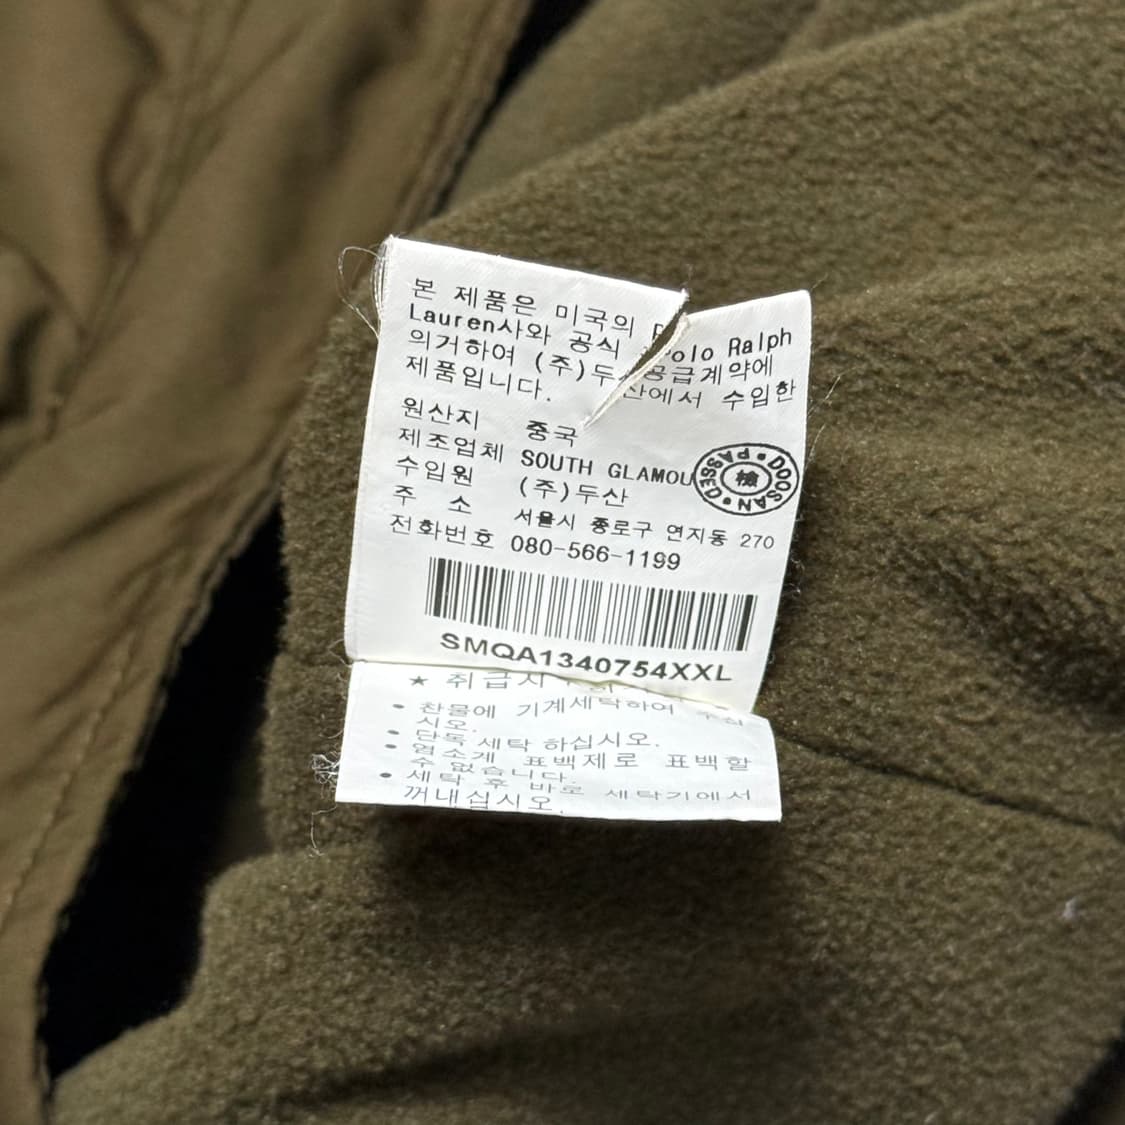 본 제품은 미국의 Polo Ralph
Lauren사와 공식 공급계약에
의거하여 (주)두산에서 수입한
제품입니다.
원산지 중국
제조업체 SOUTH GLAMOU
수입원 (주)두산
주 소 서울시 종로구 연지동 270
전화번호 080-566-1199
DOOSAN PASSED
檢
SMQA1340754XXL
★ 취급시
• 찬물에 기계세탁하여
시오.
• 단독 세탁 하십시오.
• 염소계 표백제로 표백할
수 없습니다.
• 세탁 후 바로 세탁기에서
꺼내십시오.